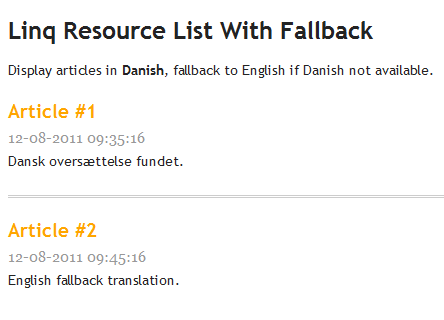 Linq Resource List With Fallback
Display articles in Danish, fallback to English if Danish not available.
Article #1
12-08-2011 09:35:16
Dansk oversættelse fundet.
Article #2
12-08-2011 09:45:16
English fallback translation.